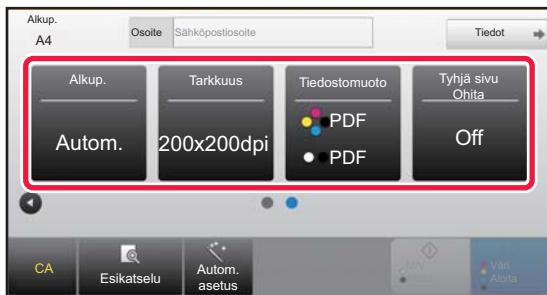 Alkup.
A4
Osoite
Sähköpostiosoite
Tiedot
Alkup.
Autom.
Tarkkuus
200x200dpi
Tiedostomuoto
PDF
PDF
Tyhjä sivu
Ohita
Off
CA
Esikatselu
Autom.
asetus
M/V
Väri
Aloita